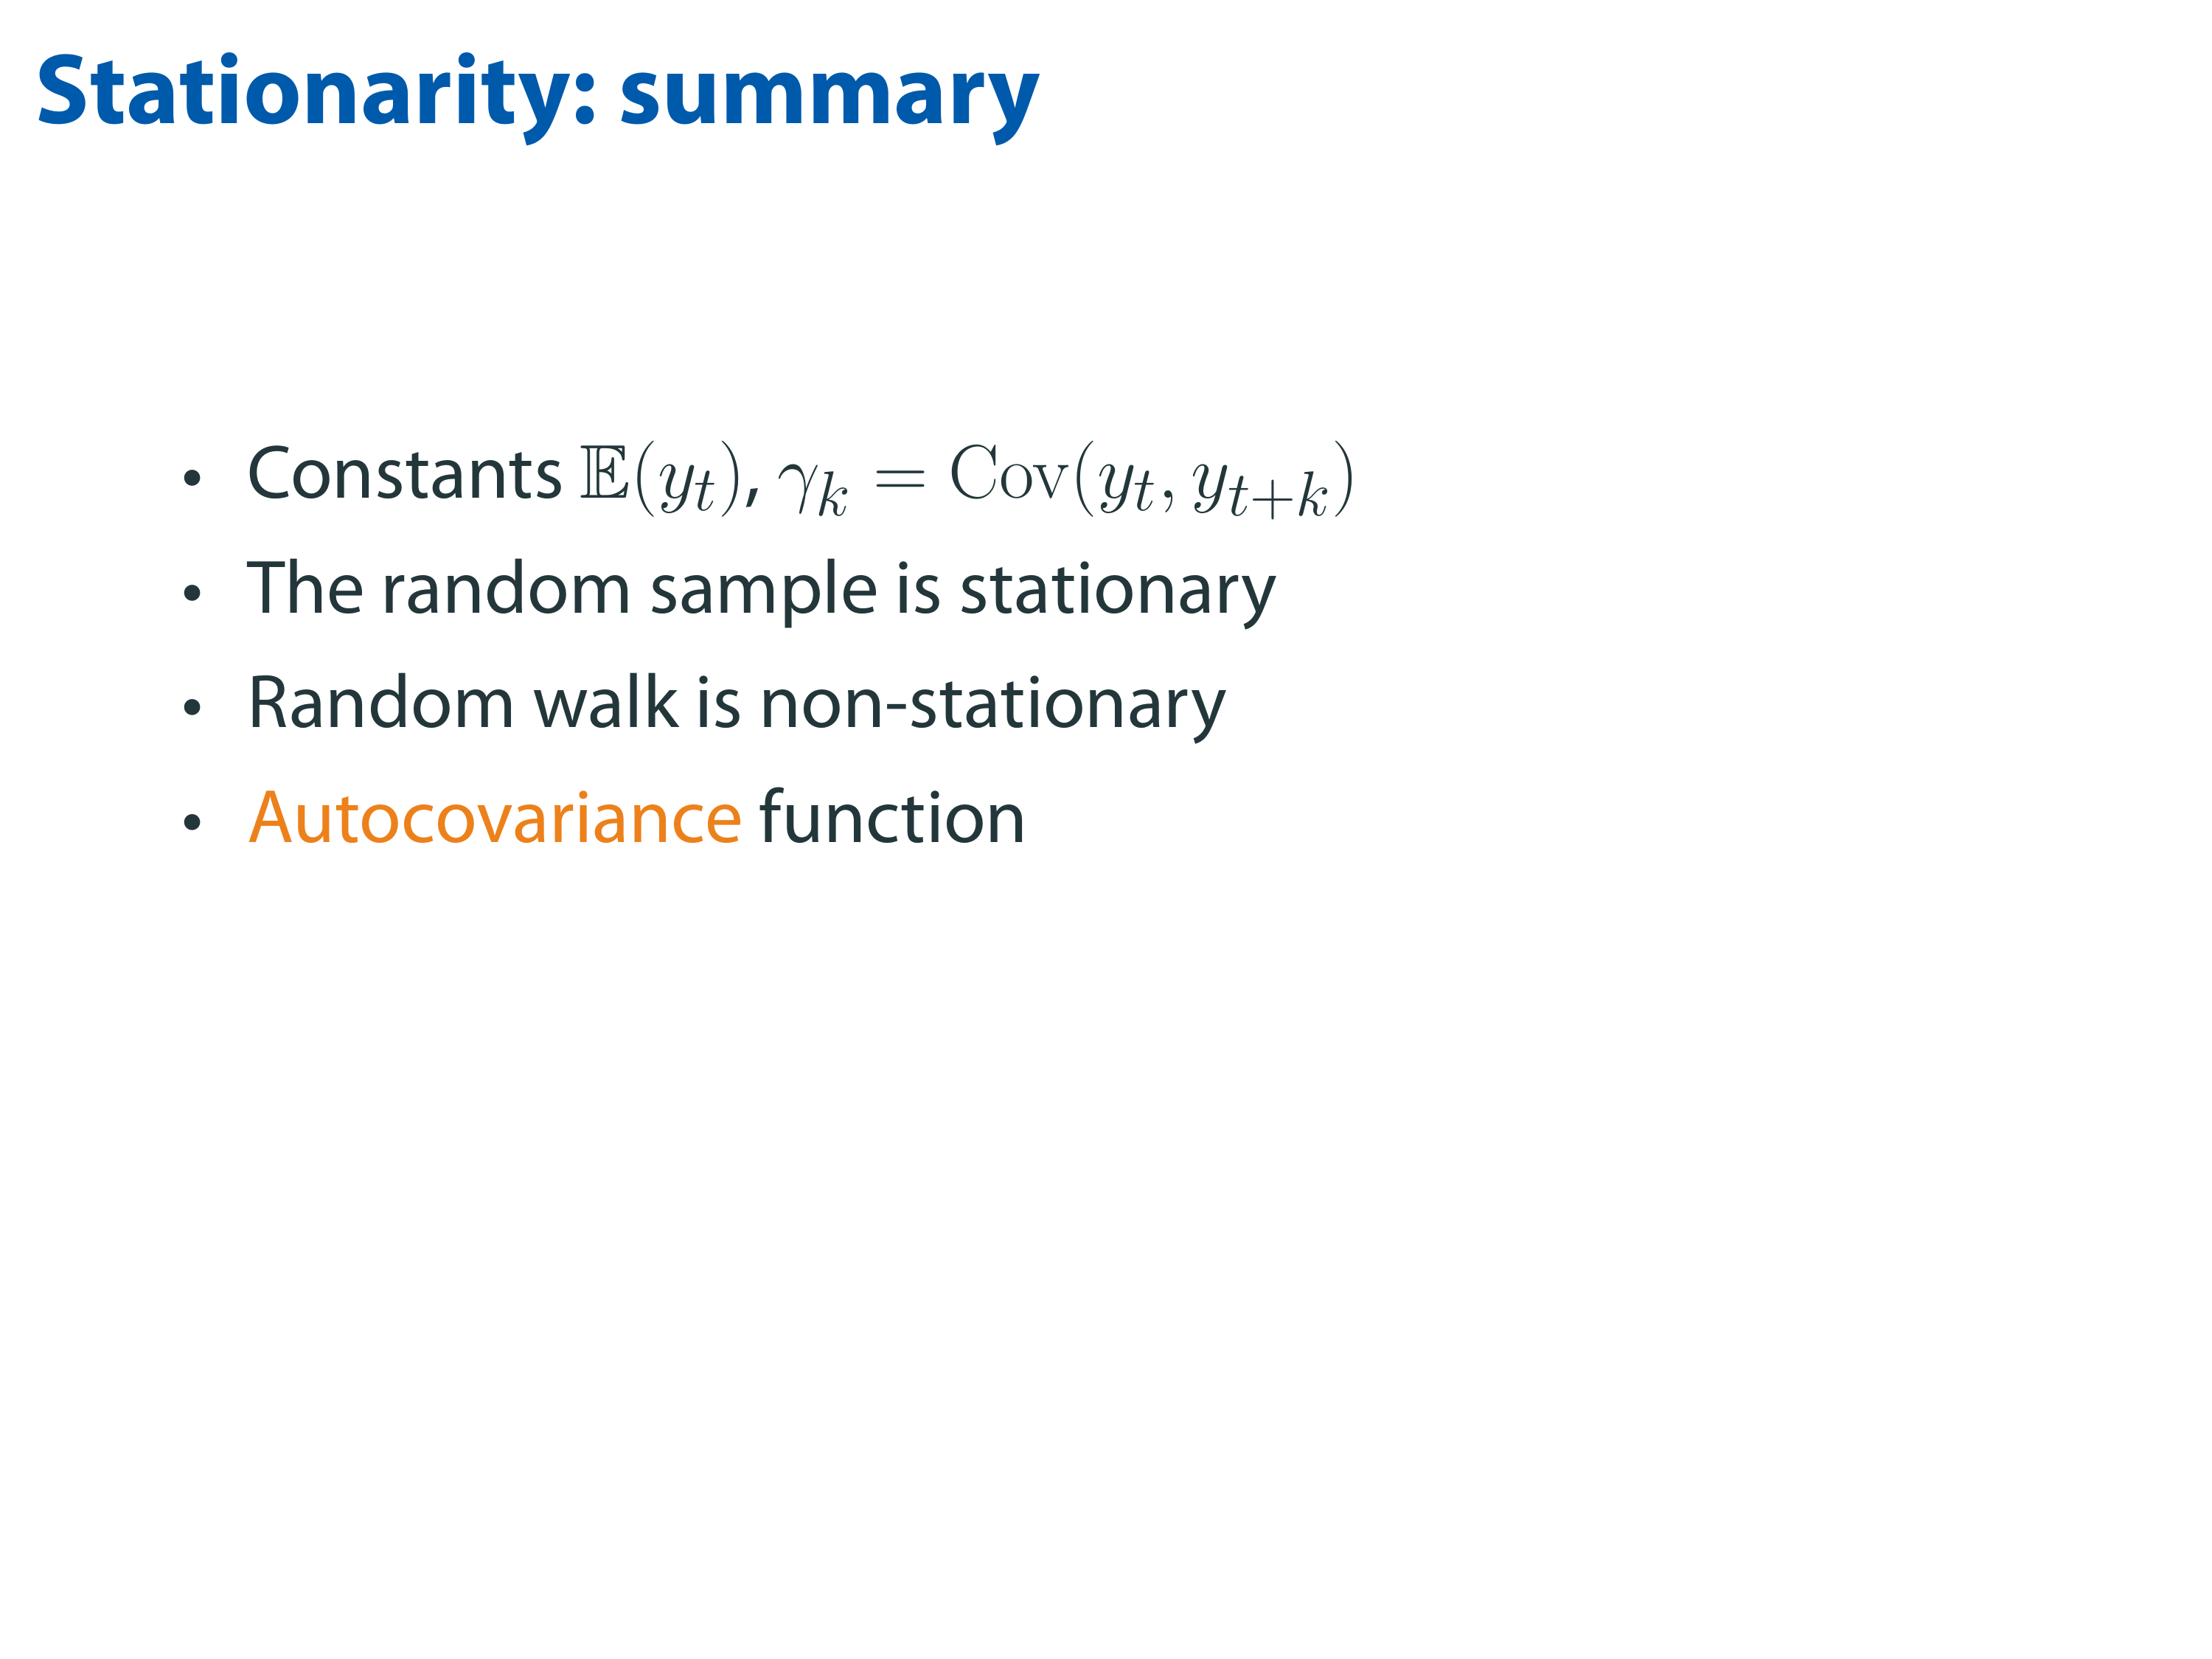 Stationarity: summary
• Constants 𝔼(y_t), γ_k = Cov(y_t, y_{t+k})
• The random sample is stationary
• Random walk is non-stationary
• Autocovariance function